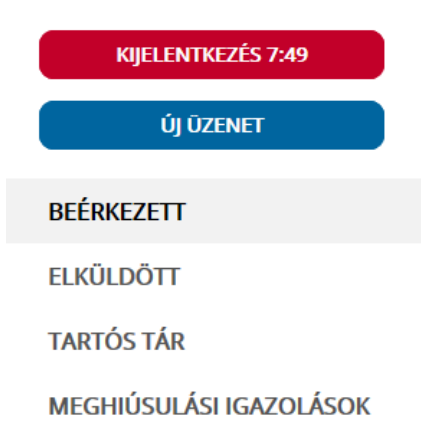 KIJELENTKEZÉS 7:49
ÚJ ÜZENET
BEÉRKEZETT
ELKÜLDÖTT
TARTÓS TÁR
MEGHIÚSULÁSI IGAZOLÁSOK